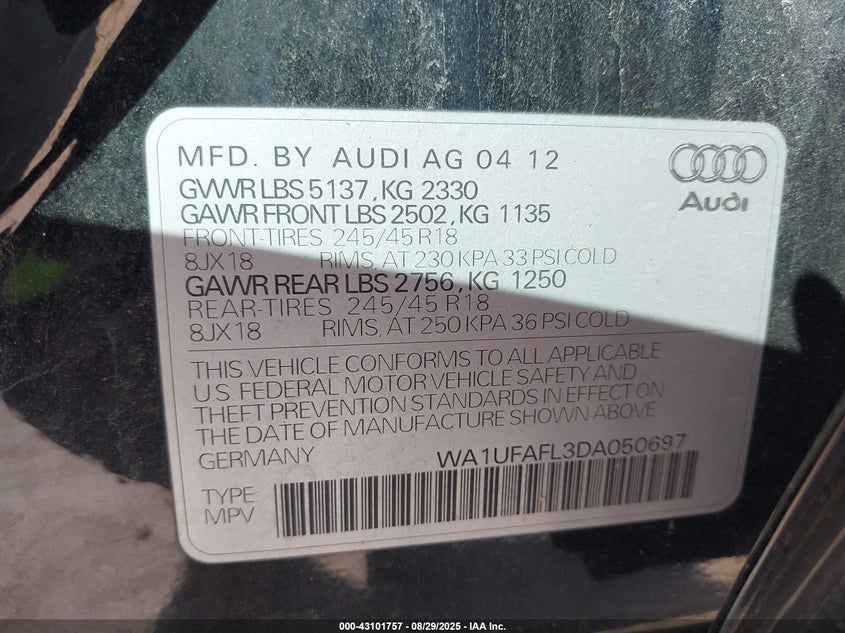 MFD. BY AUDI AG 04 12
GVWR LBS 5137, KG 2330
GAWR FRONT LBS 2502, KG 1135
FRONT-TIRES 245/45 R18
8JX18 RIMS, AT 230 KPA 33 PSI COLD
GAWR REAR LBS 2756, KG 1250
REAR-TIRES 245/45 R18
8JX18 RIMS, AT 250 KPA 36 PSI COLD
Audi
THIS VEHICLE CONFORMS TO ALL APPLICABLE
U.S. FEDERAL MOTOR VEHICLE SAFETY AND
THEFT PREVENTION STANDARDS IN EFFECT ON
THE DATE OF MANUFACTURE SHOWN ABOVE
GERMANY WA1UFAFL3DA050697
TYPE:
MPV
000-43101757 - 08/29/2025 - IAA Inc.